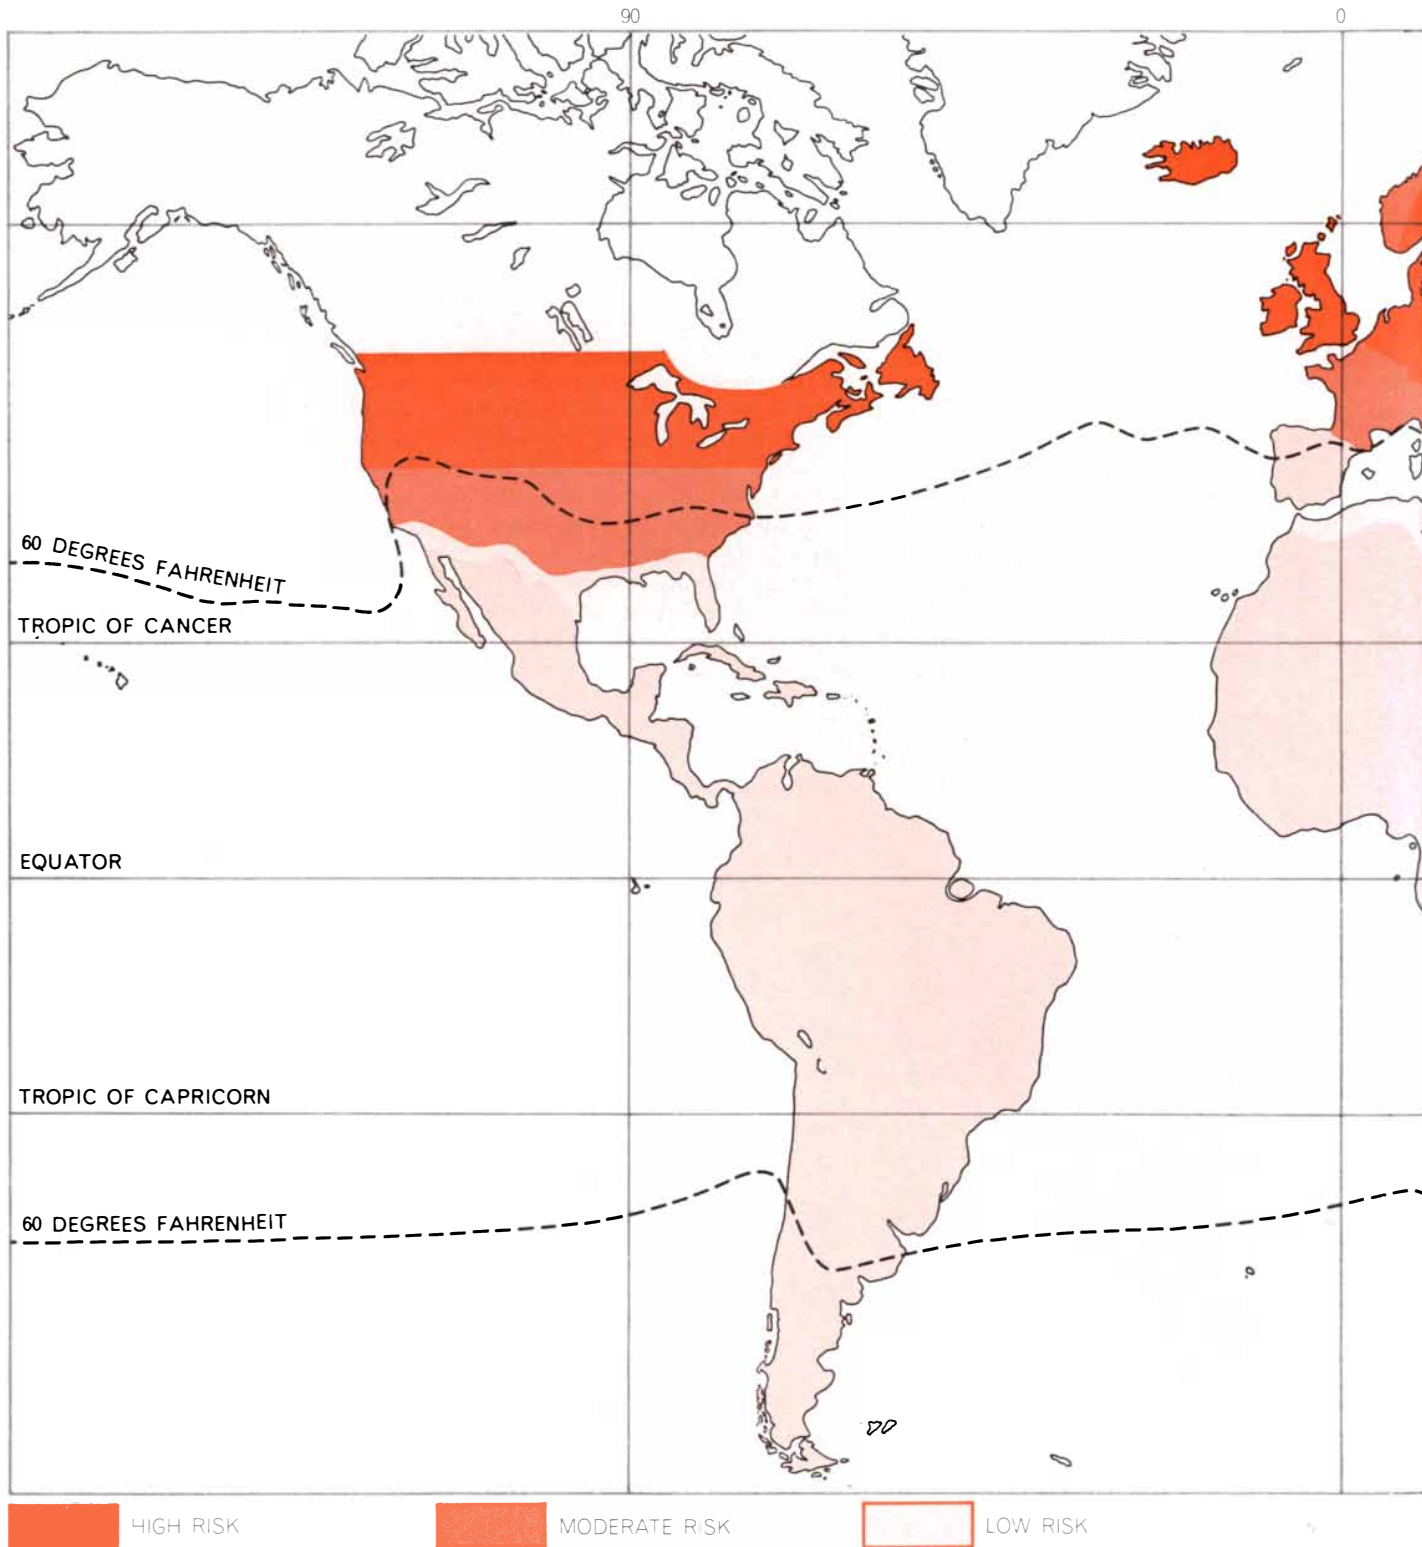 90 0
60 DEGREES FAHRENHEIT
TROPIC OF CANCER
EQUATOR
TROPIC OF CAPRICORN
60 DEGREES FAHRENHEIT
HIGH RISK MODERATE RISK LOW RISK